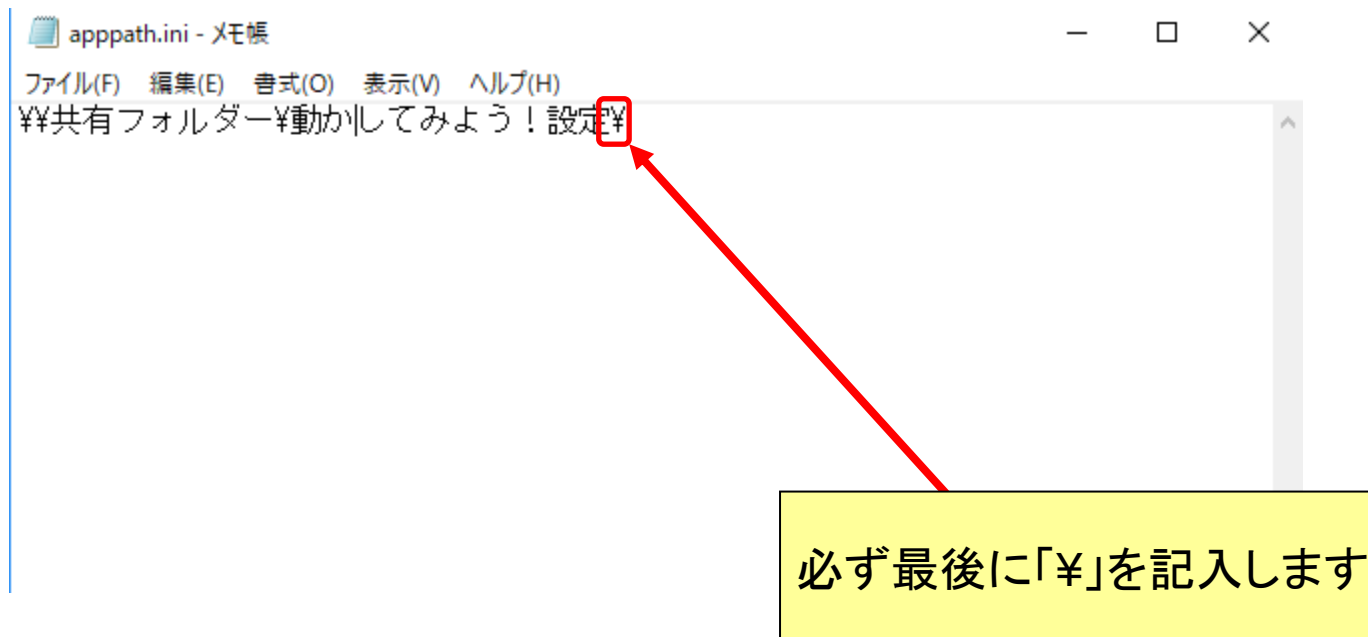 apppath.ini - メモ帳
ファイル(F) 編集(E) 書式(O) 表示(V) ヘルプ(H)
¥¥共有フォルダー¥動かしてみよう！設定¥
必ず最後に「¥」を記入します